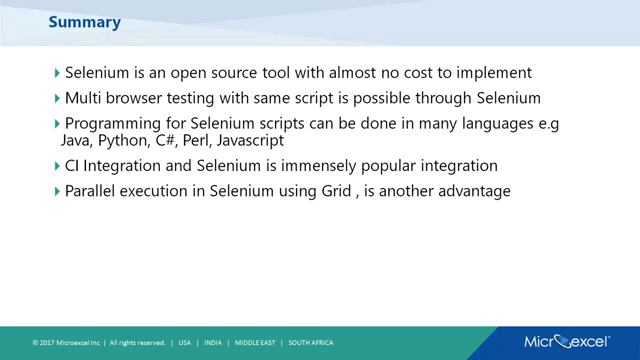 Summary
Selenium is an open source tool with almost no cost to implement
Multi browser testing with same script is possible through Selenium
Programming for Selenium scripts can be done in many languages e.g
Java, Python, C#, Perl, Javascript
CI Integration and Selenium is immensely popular integration
Parallel execution in Selenium using Grid , is another advantage
© 2017 Microexcel Inc | All rights reserved. | USA | INDIA | MIDDLE EAST | SOUTH AFRICA
Microexcel